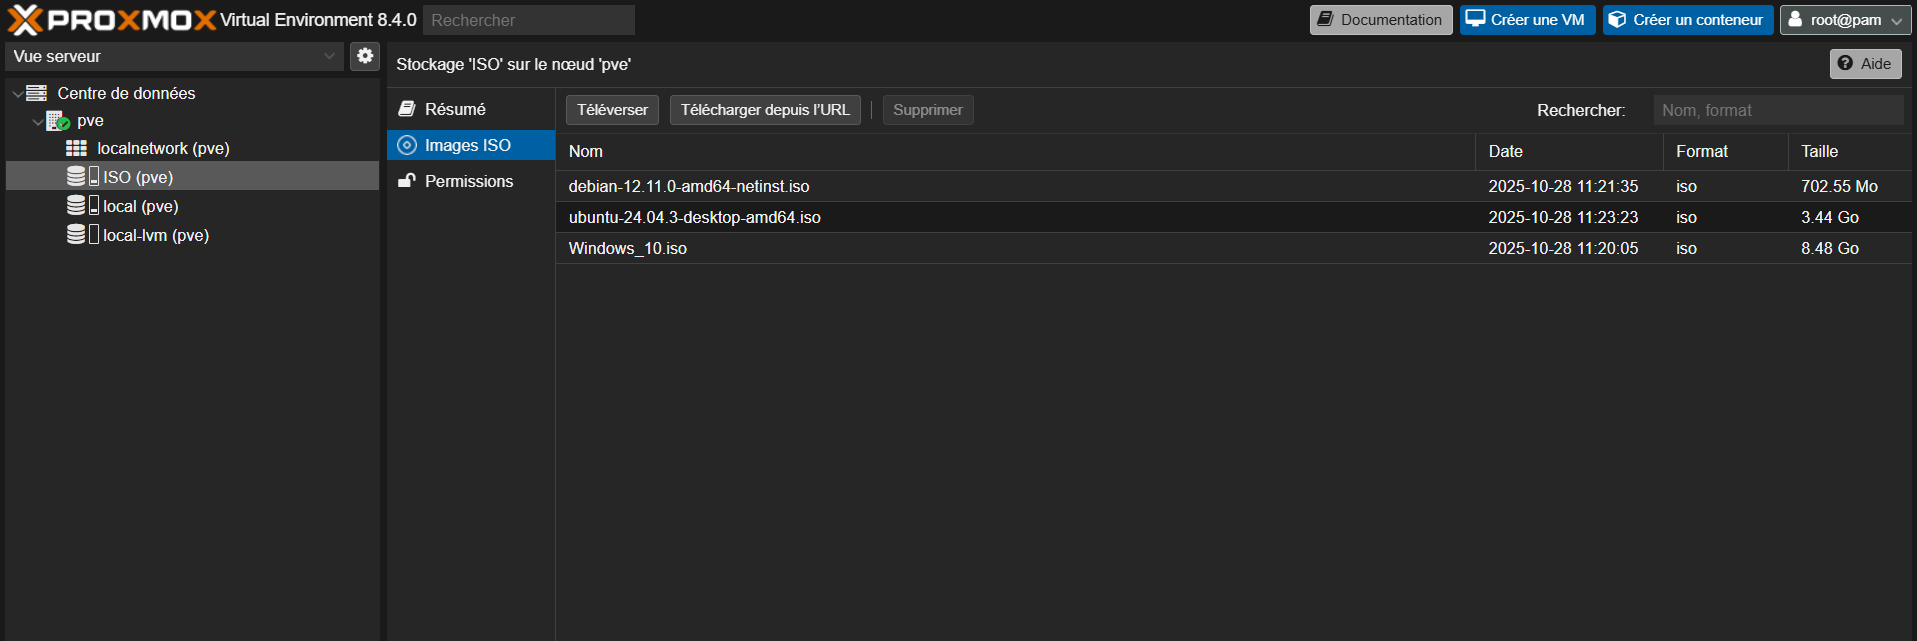 PROXMOX Virtual Environment 8.4.0 Rechercher Documentation Créer une VM Créer un conteneur root@pam
Vue serveur
Stockage 'ISO' sur le nœud 'pve' Aide
Centre de données
pve
localnetwork (pve)
ISO (pve)
local (pve)
local-lvm (pve)
Résumé
Images ISO
Permissions
Téléverser Télécharger depuis l'URL Supprimer Rechercher: Nom, format
Nom Date Format Taille
debian-12.11.0-amd64-netinst.iso 2025-10-28 11:21:35 iso 702.55 Mo
ubuntu-24.04.3-desktop-amd64.iso 2025-10-28 11:23:23 iso 3.44 Go
Windows_10.iso 2025-10-28 11:20:05 iso 8.48 Go